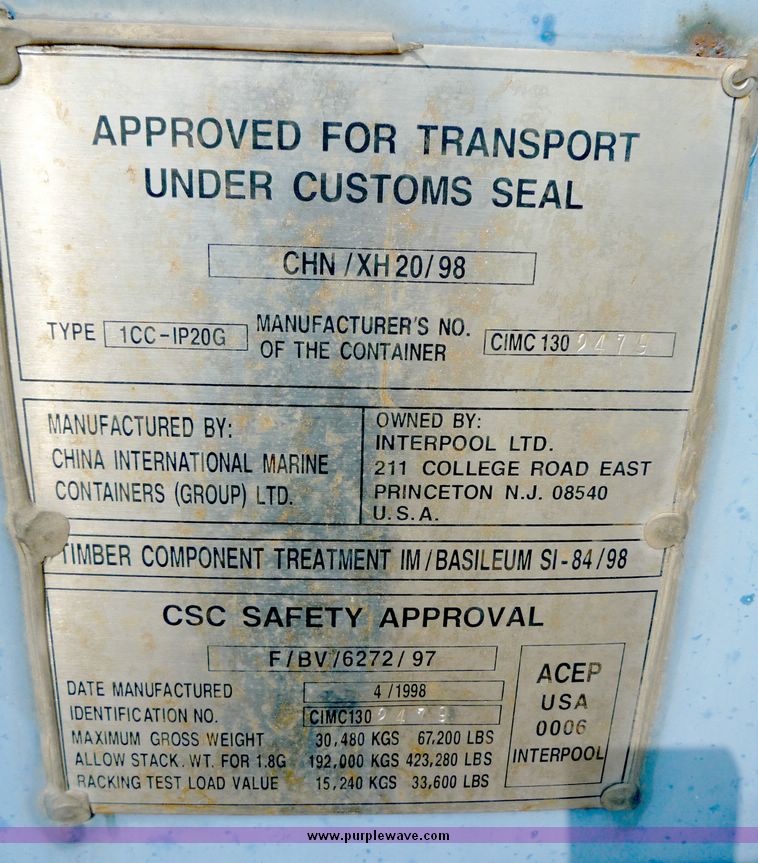 APPROVED FOR TRANSPORT
UNDER CUSTOMS SEAL
CHN/XH20/98
TYPE 1CC-IP20G MANUFACTURER'S NO. OF THE CONTAINER CIMC130
MANUFACTURED BY:
CHINA INTERNATIONAL MARINE
CONTAINERS (GROUP) LTD.
OWNED BY:
INTERPOOL LTD.
211 COLLEGE ROAD EAST
PRINCETON N.J. 08540
U.S.A.
TIMBER COMPONENT TREATMENT IM/BASILEUM SI-84/98
CSC SAFETY APPROVAL
F/BV/6272/97
DATE MANUFACTURED 4/1998
IDENTIFICATION NO. CIMC130
MAXIMUM GROSS WEIGHT 30,480 KGS 67,200 LBS
ALLOW STACK. WT. FOR 1.8G 192,000 KGS 423,280 LBS
RACKING TEST LOAD VALUE 15,240 KGS 33,600 LBS
ACEP
USA
0006
INTERPOOL
www.purplewave.com